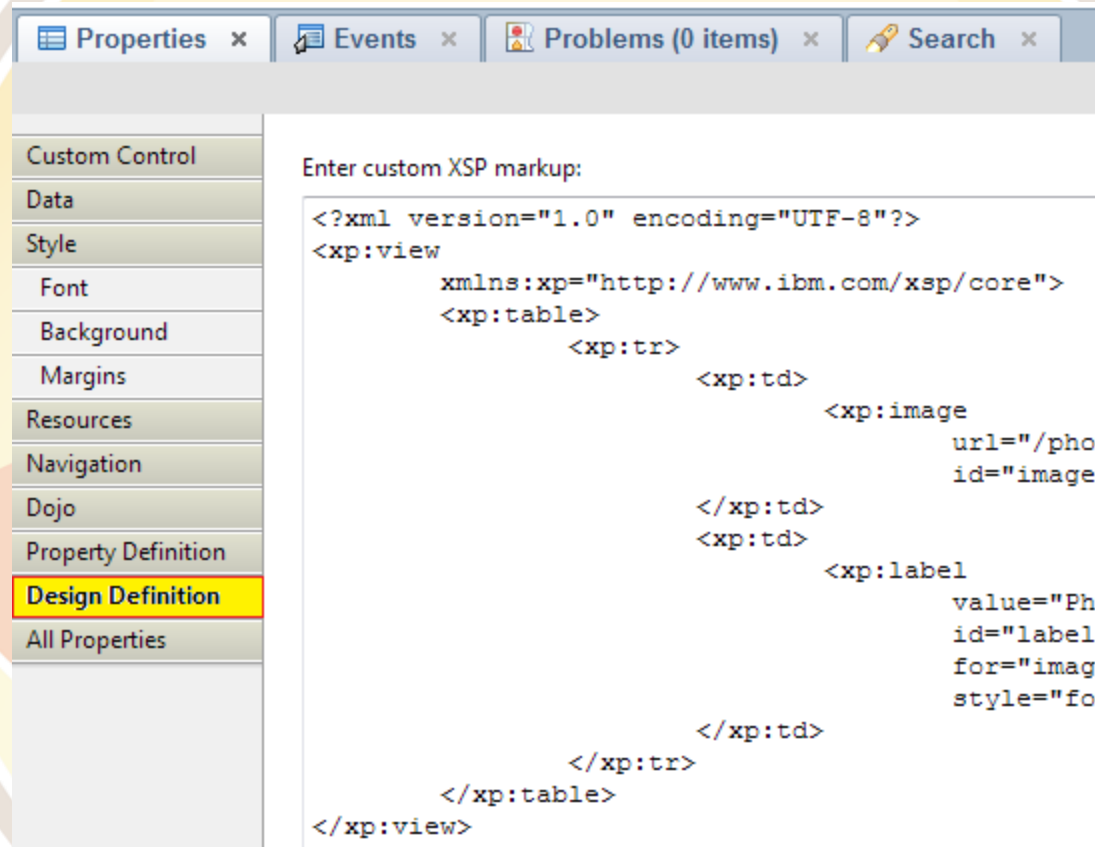 Properties
Events
Problems (0 items)
Search
Custom Control
Data
Style
Font
Background
Margins
Resources
Navigation
Dojo
Property Definition
Design Definition
All Properties
Enter custom XSP markup:
<?xml version="1.0" encoding="UTF-8"?>
<xp:view
xmlns:xp="http://www.ibm.com/xsp/core">
<xp:table>
<xp:tr>
<xp:td>
<xp:image
url="/pho
id="image
</xp:td>
<xp:td>
<xp:label
value="Ph
id="label
for="imag
style="fo
</xp:td>
</xp:tr>
</xp:table>
</xp:view>